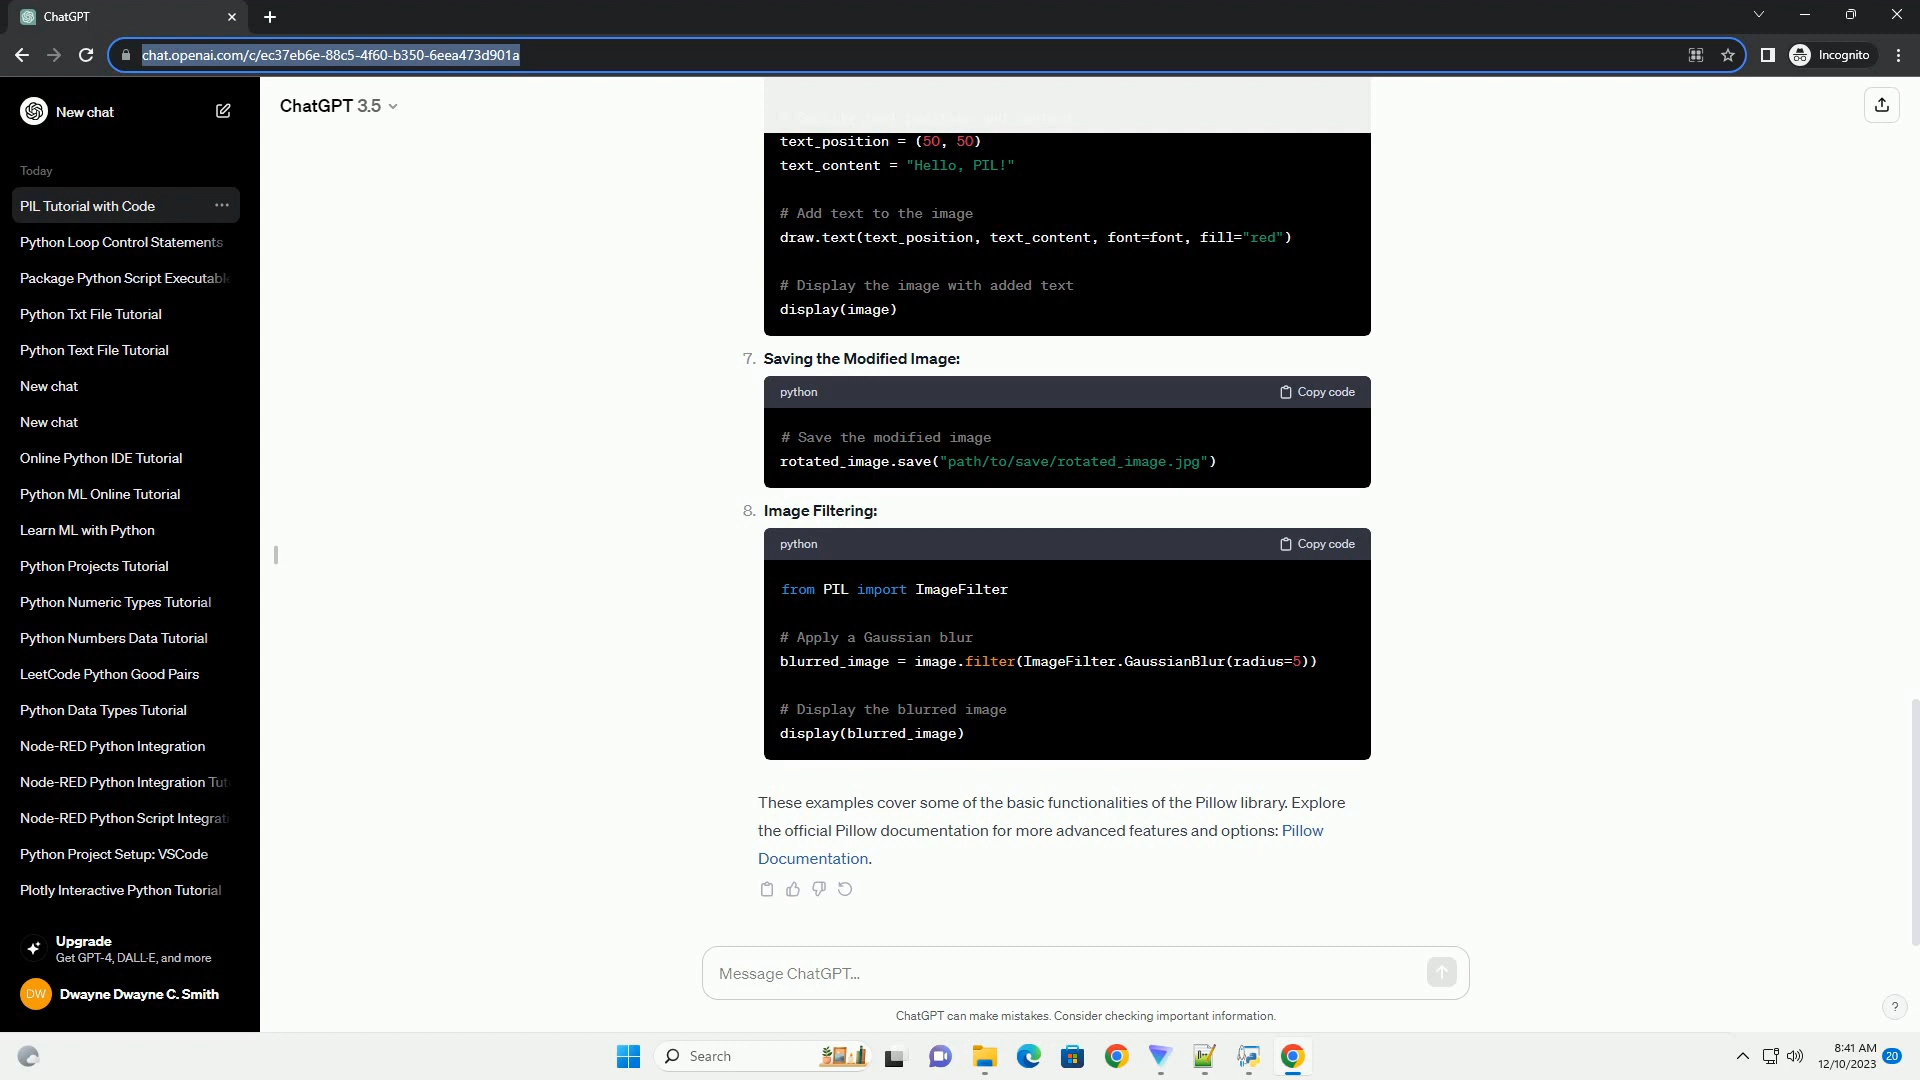 ChatGPT
chat.openai.com/c/ec37eb6e-88c5-4f60-b350-6eea473d901a
Incognito
New chat
Today
PIL Tutorial with Code
Python Loop Control Statements
Package Python Script Executabl
Python Txt File Tutorial
Python Text File Tutorial
New chat
New chat
Online Python IDE Tutorial
Python ML Online Tutorial
Learn ML with Python
Python Projects Tutorial
Python Numeric Types Tutorial
Python Numbers Data Tutorial
LeetCode Python Good Pairs
Python Data Types Tutorial
Node-RED Python Integration
Node-RED Python Integration Tut
Node-RED Python Script Integrati
Python Project Setup: VSCode
Plotly Interactive Python Tutorial
Upgrade
Get GPT-4, DALL·E, and more
DW
Dwayne Dwayne C. Smith
ChatGPT 3.5
text_position = (50, 50)
text_content = "Hello, PIL!"
# Add text to the image
draw.text(text_position, text_content, font=font, fill="red")
# Display the image with added text
display(image)
7. Saving the Modified Image:
python Copy code
# Save the modified image
rotated_image.save("path/to/save/rotated_image.jpg")
8. Image Filtering:
python Copy code
from PIL import ImageFilter
# Apply a Gaussian blur
blurred_image = image.filter(ImageFilter.GaussianBlur(radius=5))
# Display the blurred image
display(blurred_image)
These examples cover some of the basic functionalities of the Pillow library. Explore
the official Pillow documentation for more advanced features and options: Pillow
Documentation.
Message ChatGPT...
ChatGPT can make mistakes. Consider checking important information.
?
Search
8:41 AM
12/10/2023
20